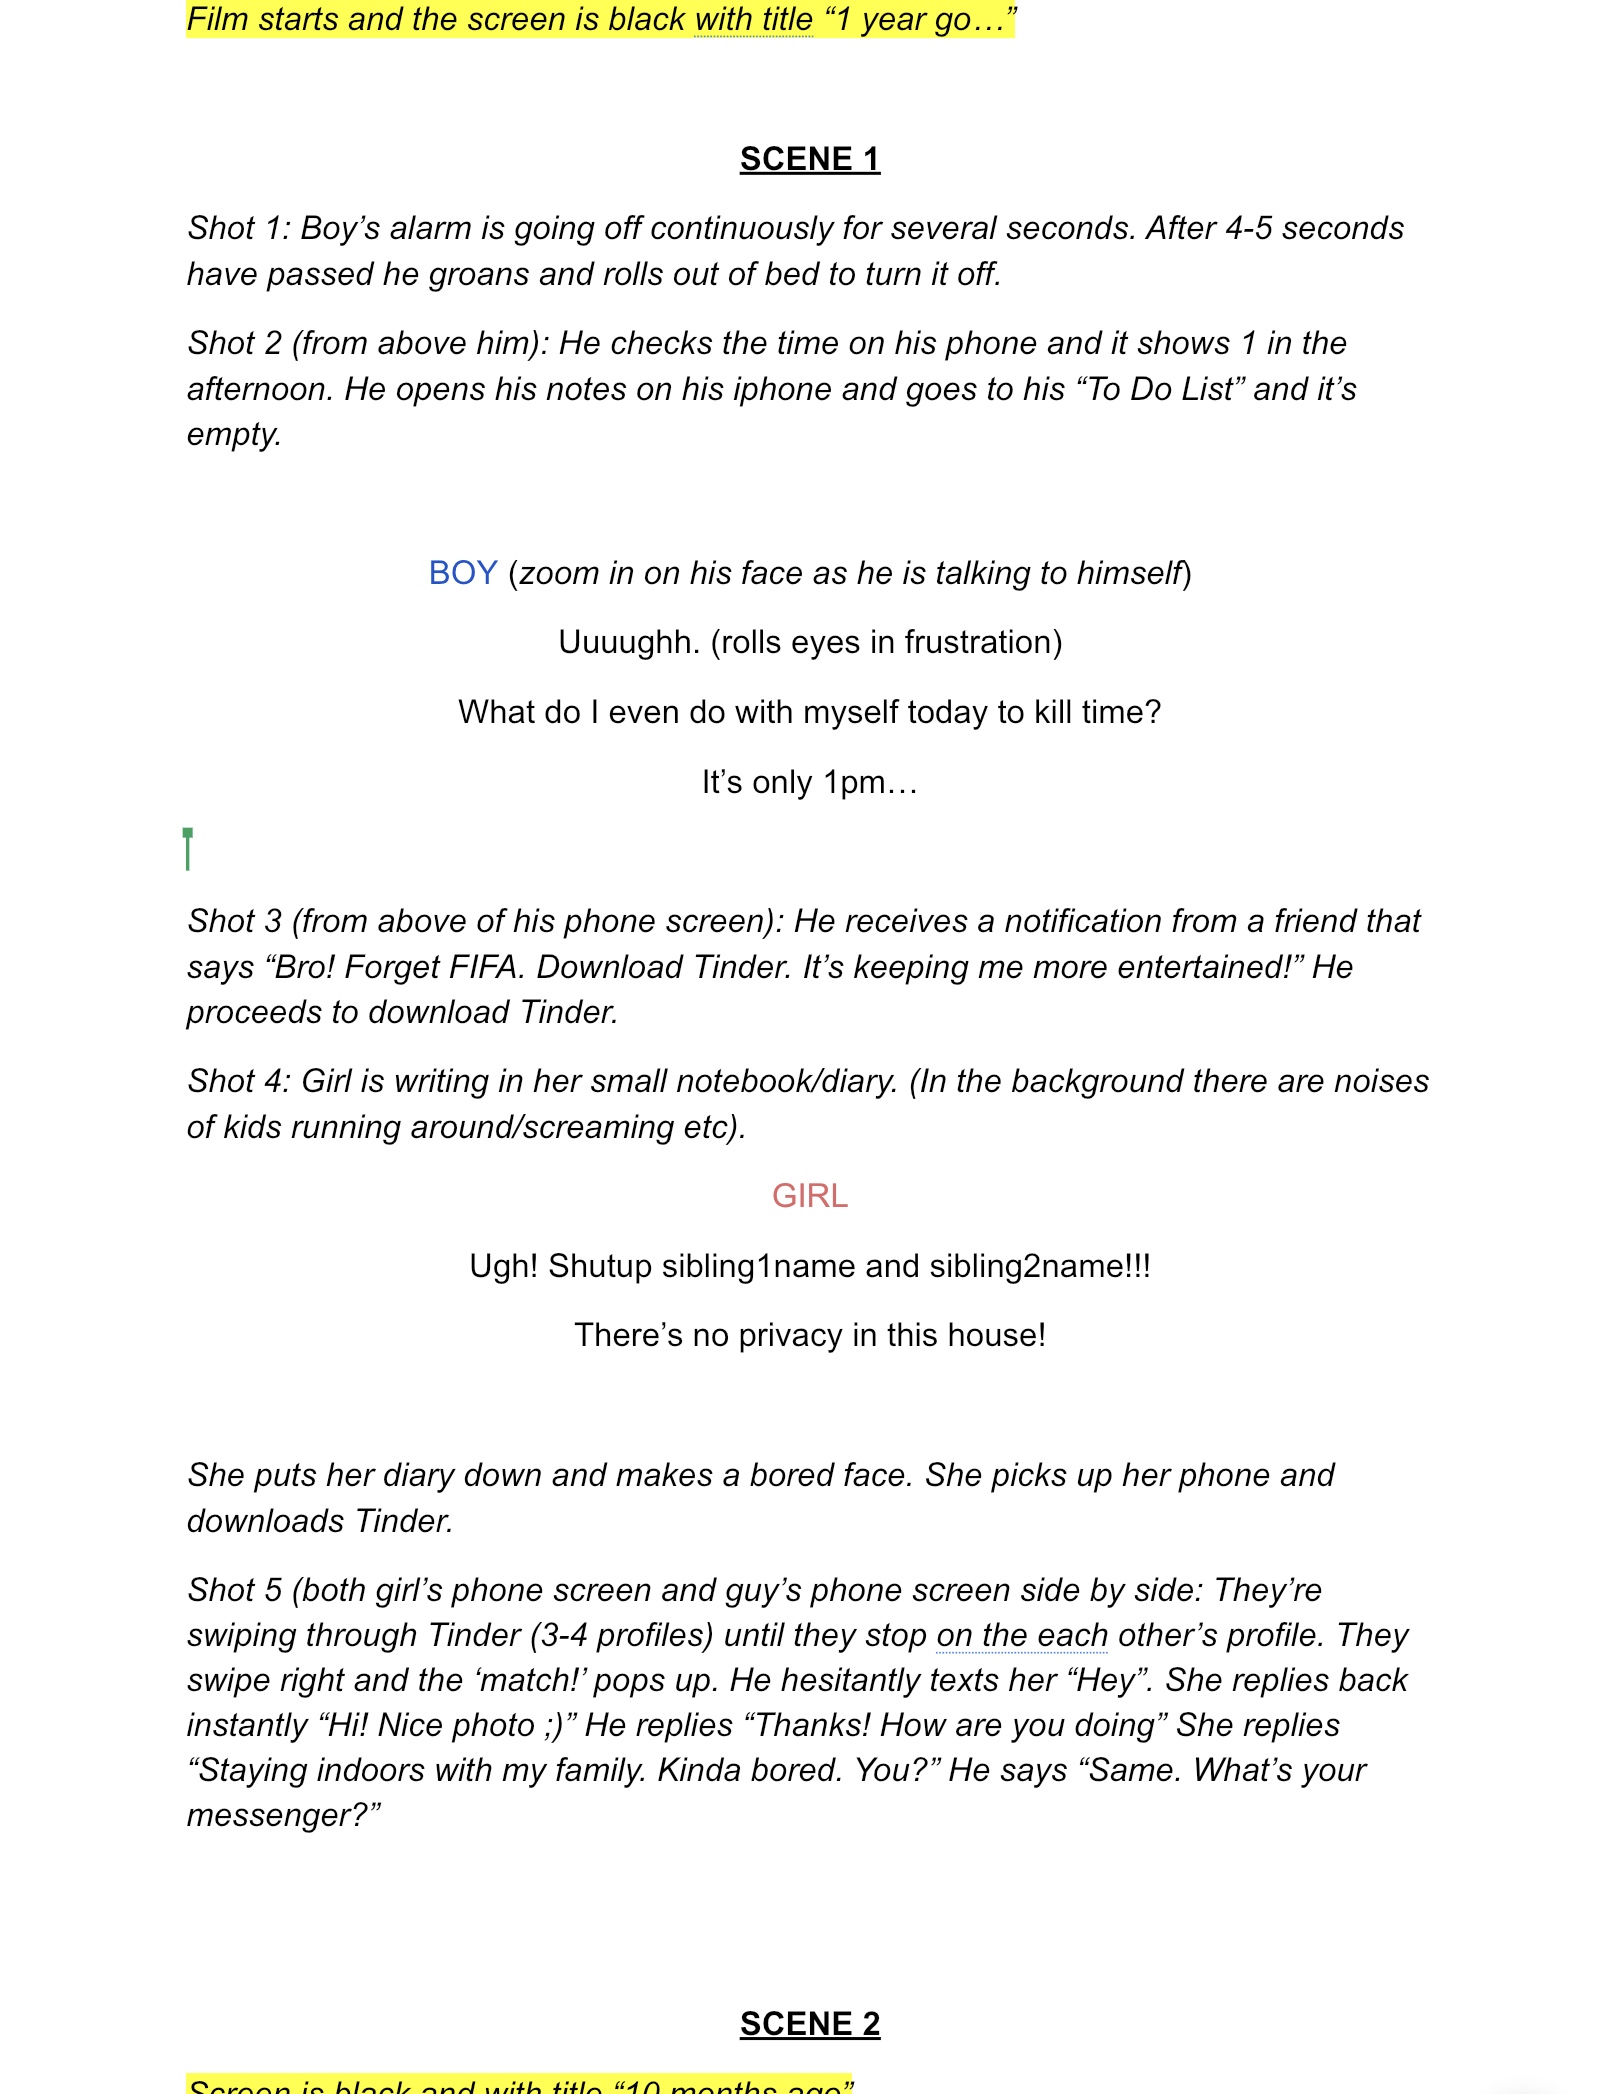 Film starts and the screen is black with title “1 year go…”
SCENE 1
Shot 1: Boy’s alarm is going off continuously for several seconds. After 4-5 seconds
have passed he groans and rolls out of bed to turn it off.
Shot 2 (from above him): He checks the time on his phone and it shows 1 in the
afternoon. He opens his notes on his iphone and goes to his “To Do List” and it’s
empty.
BOY (zoom in on his face as he is talking to himself)
Uuuughh. (rolls eyes in frustration)
What do I even do with myself today to kill time?
It’s only 1pm…
Shot 3 (from above of his phone screen): He receives a notification from a friend that
says “Bro! Forget FIFA. Download Tinder. It’s keeping me more entertained!” He
proceeds to download Tinder.
Shot 4: Girl is writing in her small notebook/diary. (In the background there are noises
of kids running around/screaming etc).
GIRL
Ugh! Shutup sibling1name and sibling2name!!!
There’s no privacy in this house!
She puts her diary down and makes a bored face. She picks up her phone and
downloads Tinder.
Shot 5 (both girl’s phone screen and guy’s phone screen side by side: They’re
swiping through Tinder (3-4 profiles) until they stop on the each other’s profile. They
swipe right and the ‘match!’ pops up. He hesitantly texts her “Hey”. She replies back
instantly “Hi! Nice photo ;)” He replies “Thanks! How are you doing” She replies
“Staying indoors with my family. Kinda bored. You?” He says “Same. What’s your
messenger?”
SCENE 2
Screen is black and with title “10 months ago”